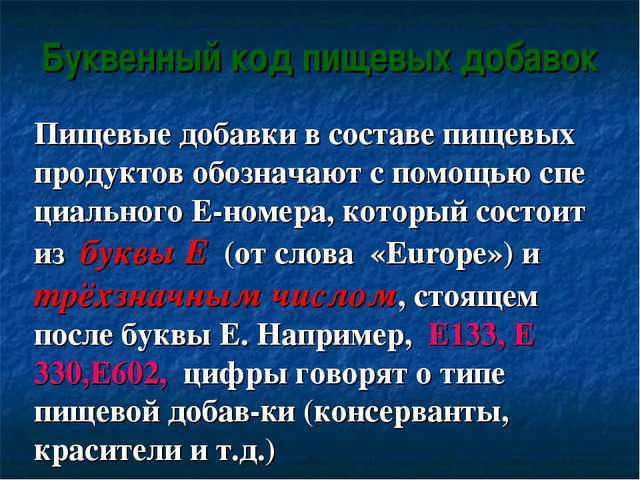 Буквенный код пищевых добавок
Пищевые добавки в составе пищевых
продуктов обозначают с помощью спе
циального Е-номера, который состоит
из буквы Е (от слова «Europe») и
трёхзначным числом, стоящем
после буквы Е. Например, Е133, Е
330,Е602, цифры говорят о типе
пищевой добав-ки (консерванты,
красители и т.д.)